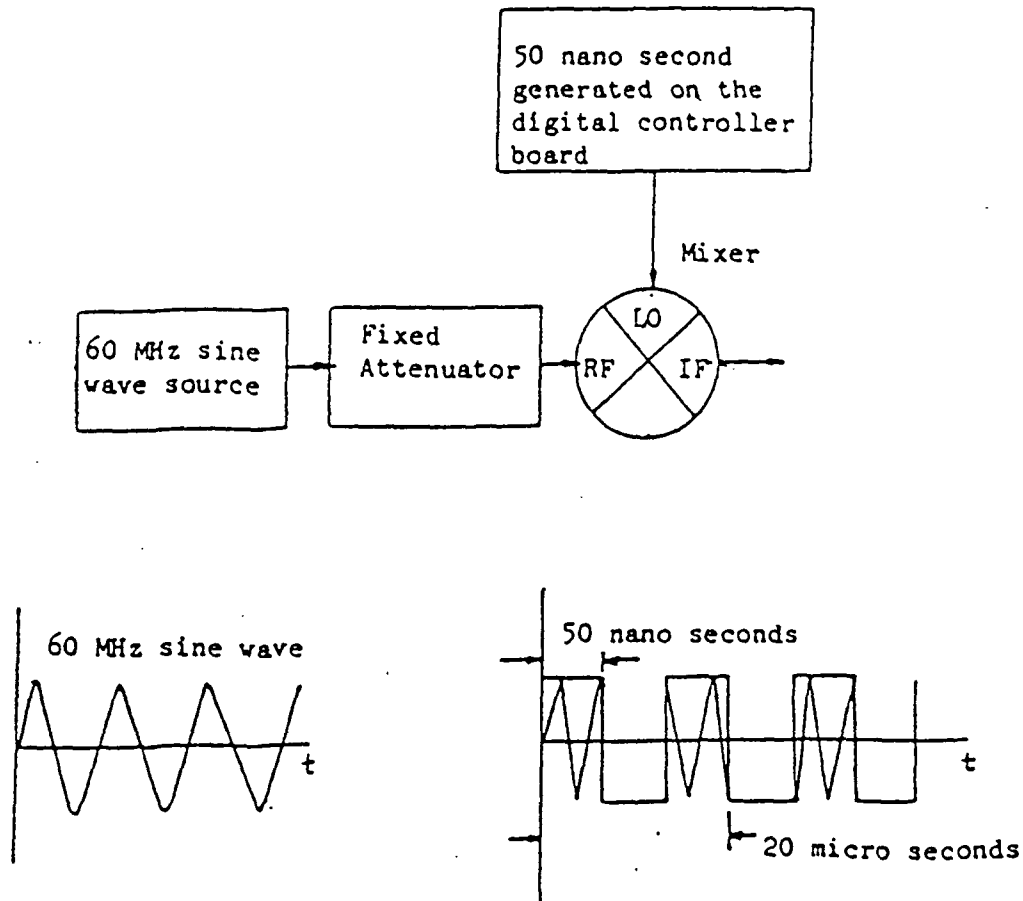 50 nano second
generated on the
digital controller
board
Mixer
LO
RF
IF
60 MHz sine
wave source
Fixed
Attenuator
60 MHz sine wave
t
50 nano seconds
t
20 micro seconds